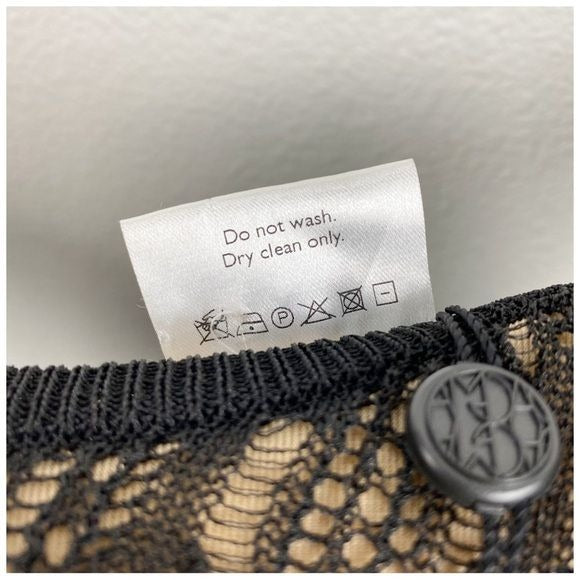 Do not wash.
Dry clean only.
P